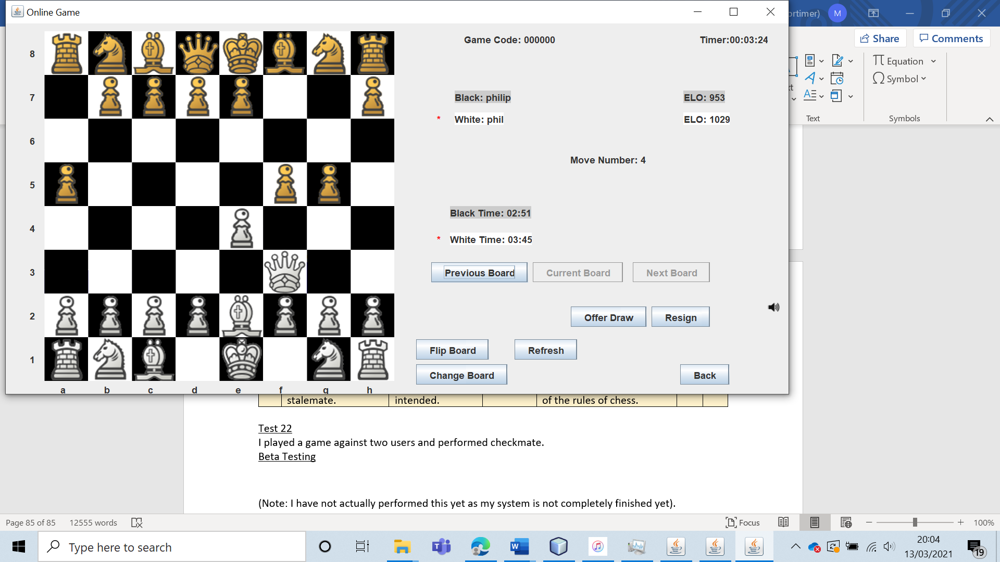 Online Game
ortimer)
M
Share
Comments
Equation
Symbol
Text
Symbols
Game Code: 000000
Timer:00:03:24
8
7
6
5
4
3
2
1
a b c d e f g h
Black: philip
ELO: 953
* White: phil
ELO: 1029
Move Number: 4
Black Time: 02:51
* White Time: 03:45
Previous Board
Current Board
Next Board
Offer Draw
Resign
Flip Board
Refresh
Change Board
Back
stalemate.
intended.
of the rules of chess.
Test 22
I played a game against two users and performed checkmate.
Beta Testing
(Note: I have not actually performed this yet as my system is not completely finished yet).
Page 85 of 85
12555 words
Focus
100%
Type here to search
20:04
13/03/2021
19